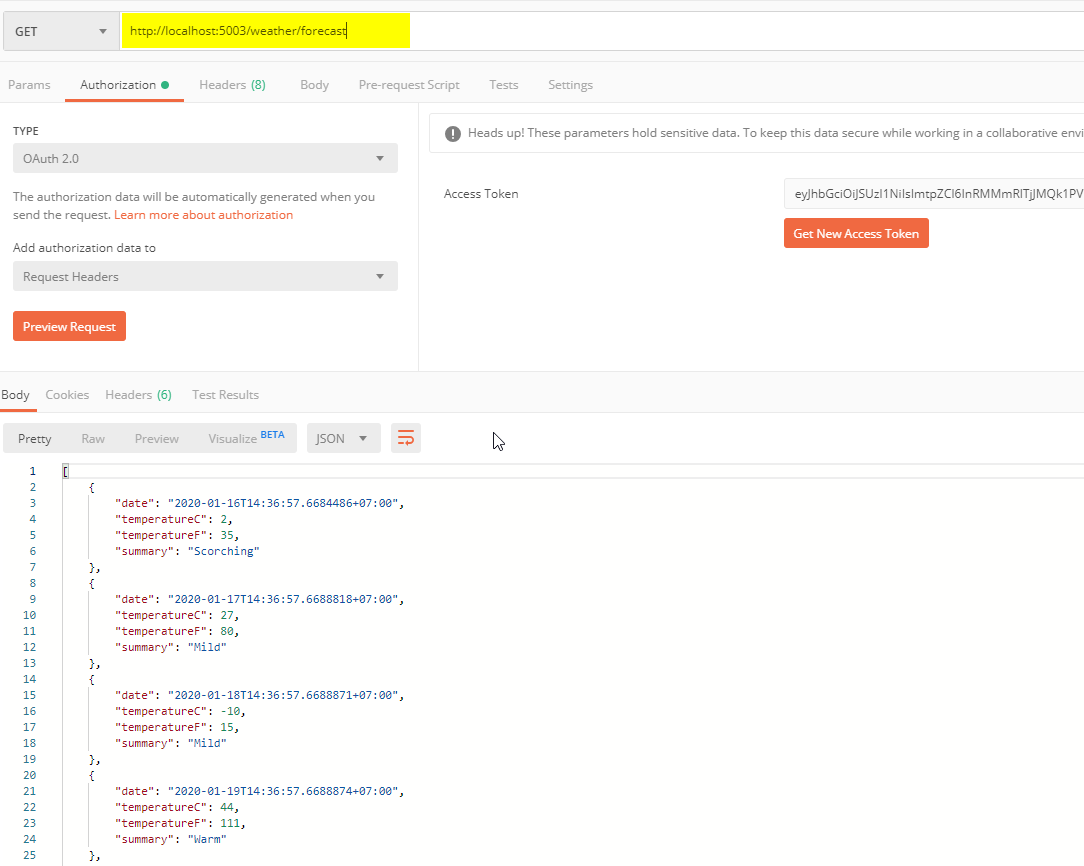 GET
http://localhost:5003/weather/forecast
Params Authorization Headers (8) Body Pre-request Script Tests Settings
TYPE
OAuth 2.0
The authorization data will be automatically generated when you
send the request. Learn more about authorization
Add authorization data to
Request Headers
Preview Request
Heads up! These parameters hold sensitive data. To keep this data secure while working in a collaborative envi
Access Token
Get New Access Token
Body Cookies Headers (6) Test Results
Pretty Raw Preview Visualize BETA JSON
1 [
2 {
3 "date": "2020-01-16T14:36:57.6684486+07:00",
4 "temperatureC": 2,
5 "temperatureF": 35,
6 "summary": "Scorching"
7 },
8 {
9 "date": "2020-01-17T14:36:57.6688818+07:00",
10 "temperatureC": 27,
11 "temperatureF": 80,
12 "summary": "Mild"
13 },
14 {
15 "date": "2020-01-18T14:36:57.6688871+07:00",
16 "temperatureC": -10,
17 "temperatureF": 15,
18 "summary": "Mild"
19 },
20 {
21 "date": "2020-01-19T14:36:57.6688874+07:00",
22 "temperatureC": 44,
23 "temperatureF": 111,
24 "summary": "Warm"
25 },